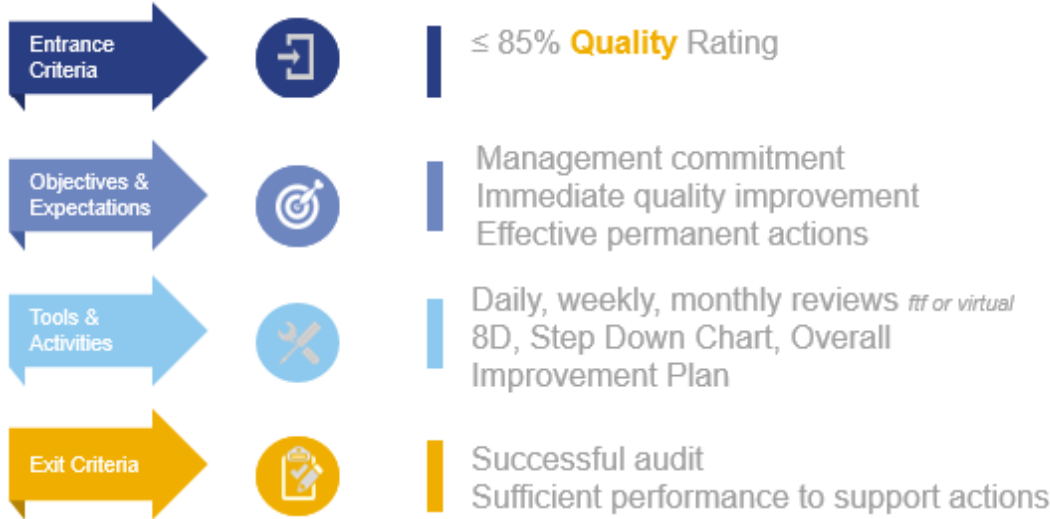 Entrance
Criteria
≤ 85% Quality Rating
Objectives &
Expectations
Management commitment
Immediate quality improvement
Effective permanent actions
Tools &
Activities
Daily, weekly, monthly reviews ftf or virtual
8D, Step Down Chart, Overall
Improvement Plan
Exit Criteria
Successful audit
Sufficient performance to support actions